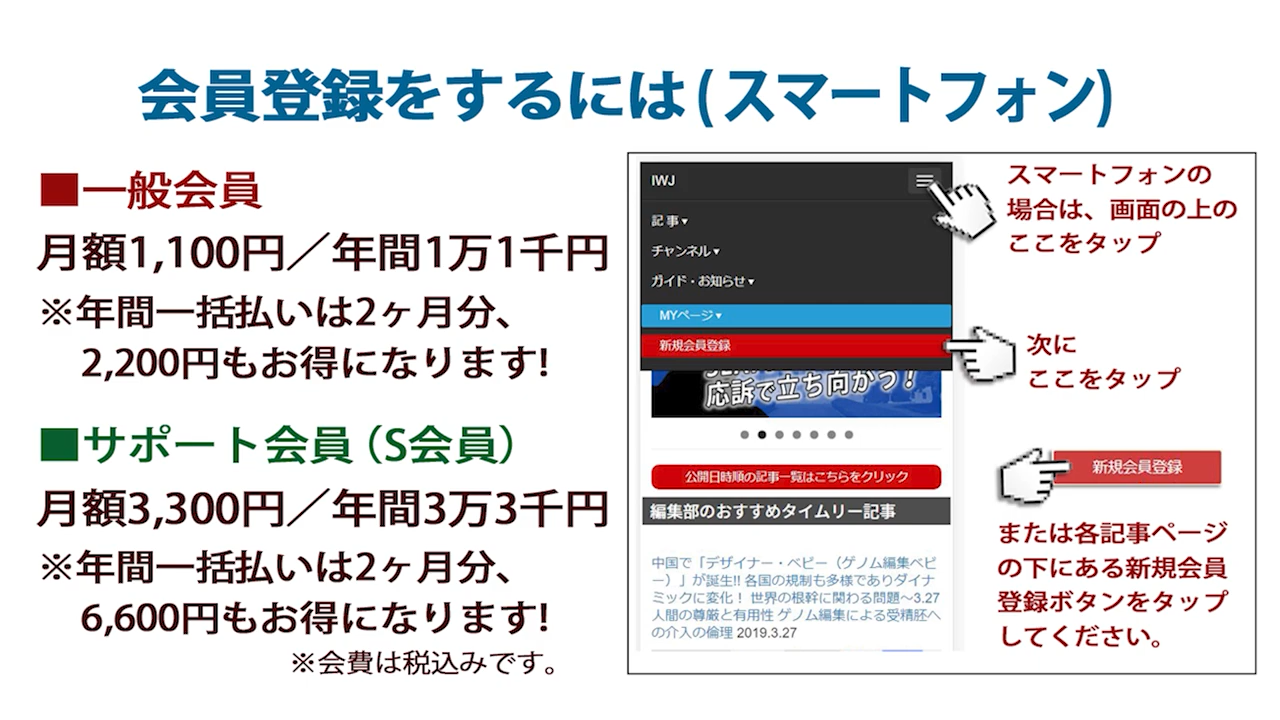 会員登録をするには(スマートフォン)
■一般会員
月額1,100円／年間1万1千円
※年間一括払いは2ヶ月分、
2,200円もお得になります!
■サポート会員（S会員）
月額3,300円／年間3万3千円
※年間一括払いは2ヶ月分、
6,600円もお得になります!
※会費は税込みです。
IWJ
記事▾
チャンネル▾
ガイド・お知らせ▾
MYページ▾
新規会員登録
応訴で立ち向かう！
公開日時順の記事一覧はこちらをクリック
編集部のおすすめタイムリー記事
中国で「デザイナー・ベビー（ゲノム編集ベビ
ー）」が誕生!! 各国の規制も多様でありダイナ
ミックに変化！ 世界の根幹に関わる問題～3.27
人間の尊厳と有用性 ゲノム編集による受精胚へ
の介入の倫理 2019.3.27
スマートフォンの
場合は、画面の上の
ここをタップ
次に
ここをタップ
新規会員登録
または各記事ページ
の下にある新規会員
登録ボタンをタップ
してください。